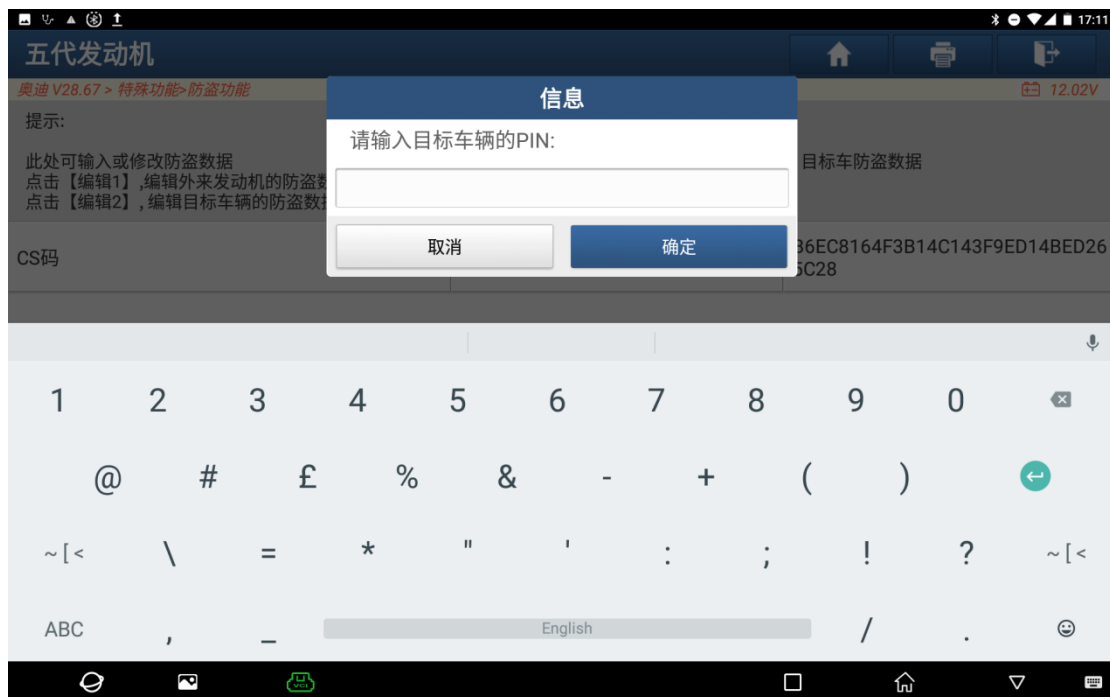 17:11
五代发动机
奥迪 V28.67 > 特殊功能>防盗功能
12.02V
信息
提示:
请输入目标车辆的PIN:
此处可输入或修改防盗数据
目标车防盗数据
点击【编辑1】,编辑外来发动机的防盗数
点击【编辑2】,编辑目标车辆的防盗数据
取消
确定
CS码
36EC8164F3B14C143F9ED14BED26
5C28
1 2 3 4 5 6 7 8 9 0
@ # £ % & - + ( )
~ [ < \ = * " ' : ; ! ? ~ [ <
ABC , _ English / .